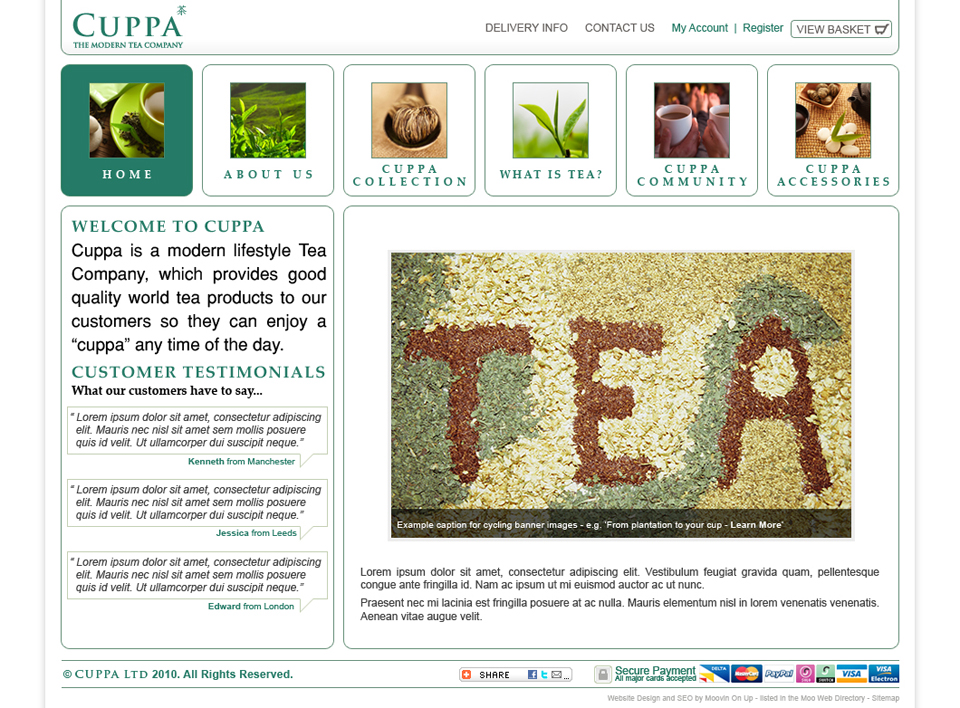 CUPPA 茶
THE MODERN TEA COMPANY
DELIVERY INFO CONTACT US My Account | Register VIEW BASKET
HOME
ABOUT US
CUPPA
COLLECTION
WHAT IS TEA?
CUPPA
COMMUNITY
CUPPA
ACCESSORIES
WELCOME TO CUPPA
Cuppa is a modern lifestyle Tea
Company, which provides good
quality world tea products to our
customers so they can enjoy a
“cuppa” any time of the day.
CUSTOMER TESTIMONIALS
What our customers have to say...
“ Lorem ipsum dolor sit amet, consectetur adipiscing
elit. Mauris nec nisl sit amet sem mollis posuere
quis id velit. Ut ullamcorper dui suscipit neque.”
Kenneth from Manchester
“ Lorem ipsum dolor sit amet, consectetur adipiscing
elit. Mauris nec nisl sit amet sem mollis posuere
quis id velit. Ut ullamcorper dui suscipit neque.”
Jessica from Leeds
“ Lorem ipsum dolor sit amet, consectetur adipiscing
elit. Mauris nec nisl sit amet sem mollis posuere
quis id velit. Ut ullamcorper dui suscipit neque.”
Edward from London
TEA
Example caption for cycling banner images - e.g. 'From plantation to your cup - Learn More'
Lorem ipsum dolor sit amet, consectetur adipiscing elit. Vestibulum feugiat gravida quam, pellentesque
congue ante fringilla id. Nam ac ipsum ut mi euismod auctor ac ut nunc.
Praesent nec mi lacinia est fringilla posuere at ac nulla. Mauris elementum nisl in lorem venenatis venenatis.
Aenean vitae augue velit.
© CUPPA LTD 2010. All Rights Reserved.
SHARE ...
Secure Payment
All major cards accepted
DELTA MasterCard PayPal VISA VISA
Electron
Website Design and SEO by Moovin On Up - listed in the Moo Web Directory - Sitemap